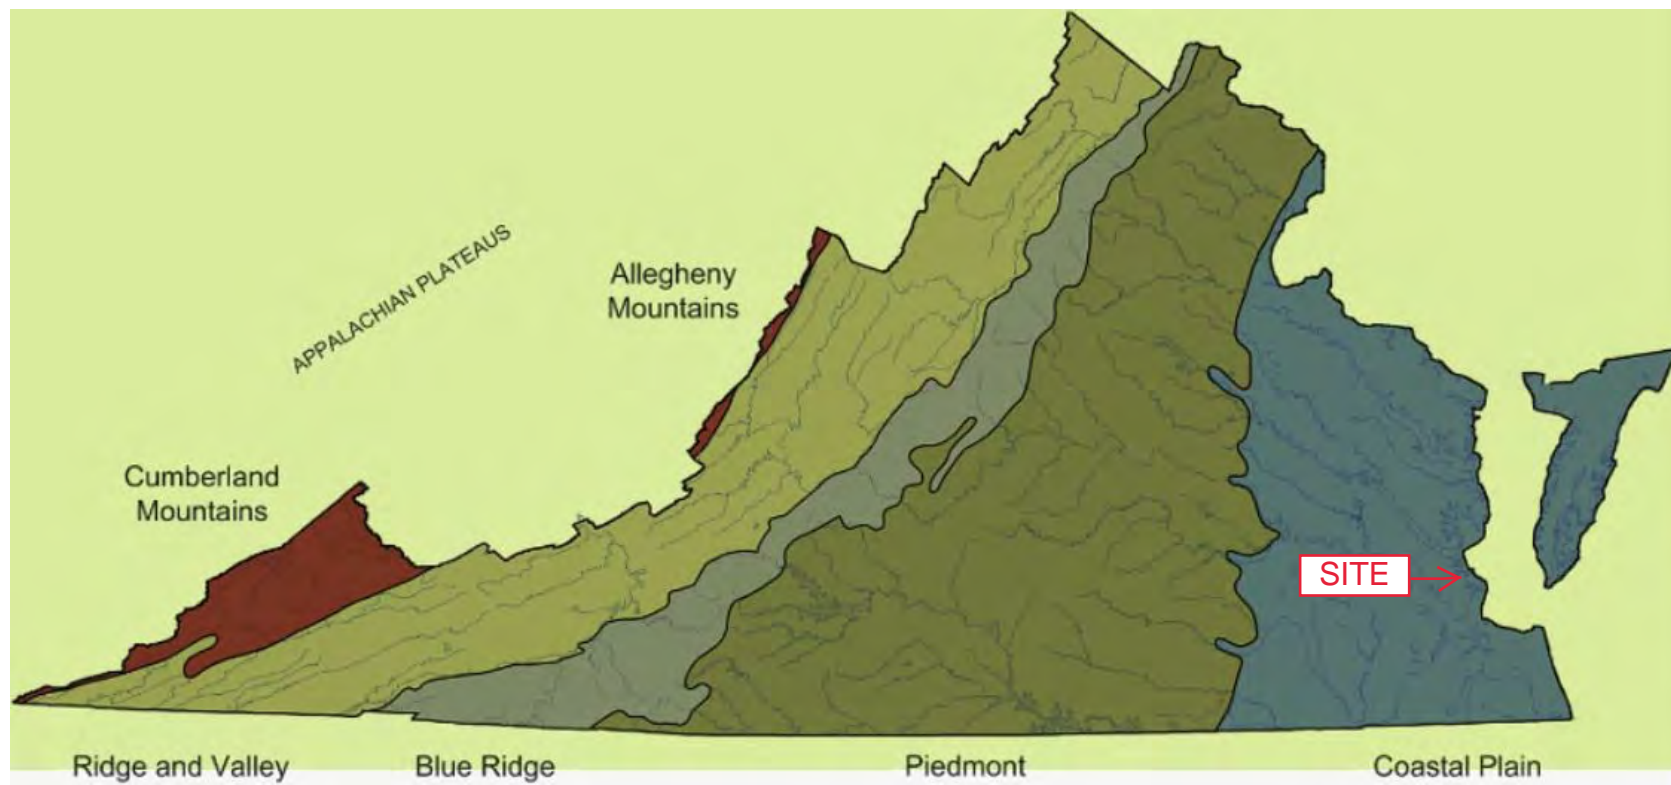 APPALACHIAN PLATEAUS
Allegheny
Mountains
Cumberland
Mountains
SITE
Ridge and Valley
Blue Ridge
Piedmont
Coastal Plain